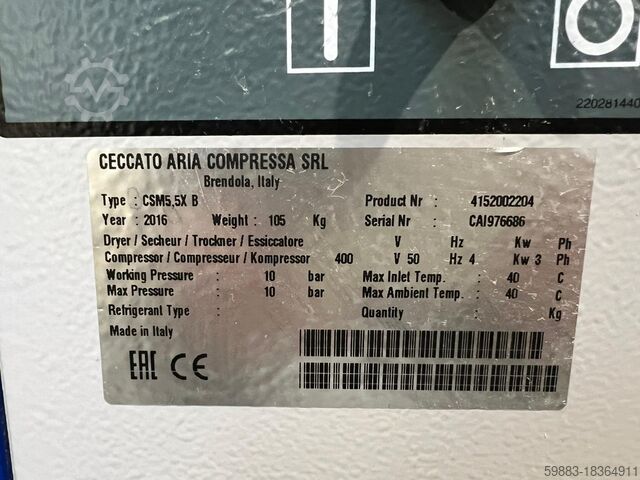 220281440
CECCATO ARIA COMPRESSA SRL
Brendola, Italy
Type : CSM5,5X B Product Nr : 4152002204
Year : 2016 Weight : 105 Kg Serial Nr : CAI976686
Dryer / Secheur / Trockner / Essiccatore V Hz Kw Ph
Compressor / Compresseur / Kompressor 400 V 50 Hz 4 Kw 3 Ph
Working Pressure : 10 bar Max Inlet Temp. : 40 C
Max Pressure : 10 bar Max Ambient Temp. : 40 C
Refrigerant Type : Quantity : Kg
Made in Italy
EAC CE
59883-18364911